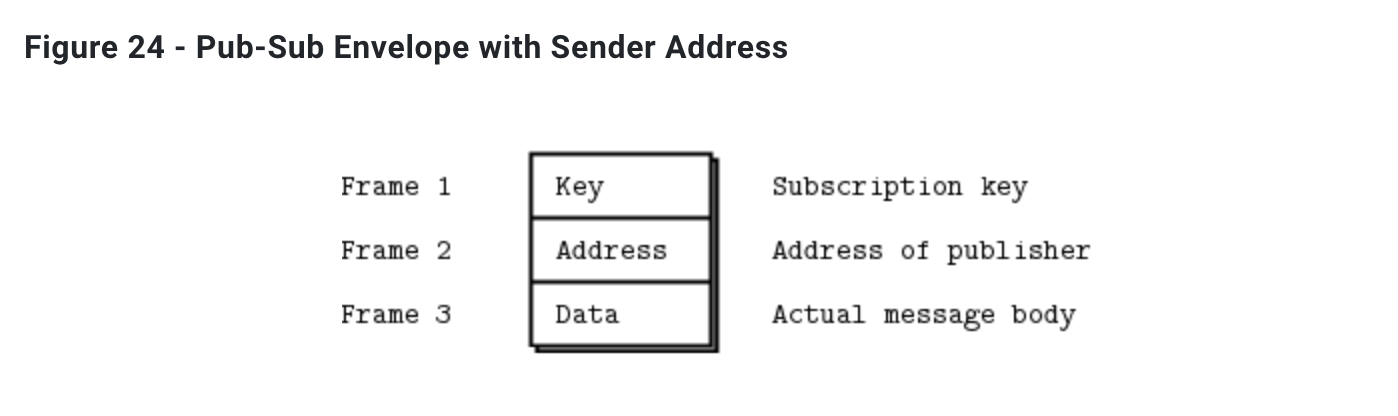 Figure 24 - Pub-Sub Envelope with Sender Address
Frame 1 Key Subscription key
Frame 2 Address Address of publisher
Frame 3 Data Actual message body